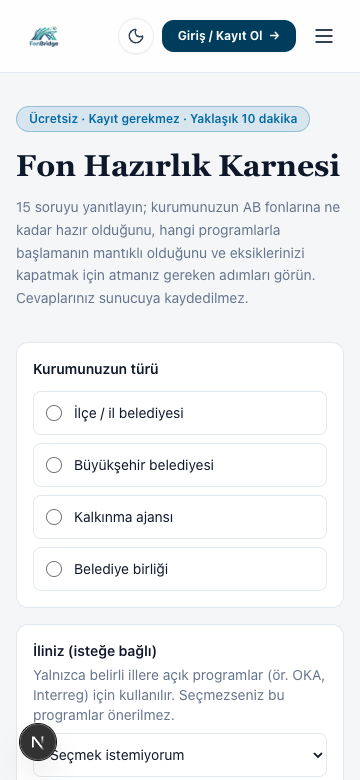 FonBridge
Giriş / Kayıt Ol →
Ücretsiz · Kayıt gerekmez · Yaklaşık 10 dakika
Fon Hazırlık Karnesi
15 soruyu yanıtlayın; kurumunuzun AB fonlarına ne
kadar hazır olduğunu, hangi programlarla
başlamanın mantıklı olduğunu ve eksiklerinizi
kapatmak için atmanız gereken adımları görün.
Cevaplarınız sunucuya kaydedilmez.
Kurumunuzun türü
İlçe / il belediyesi
Büyükşehir belediyesi
Kalkınma ajansı
Belediye birliği
İliniz (isteğe bağlı)
Yalnızca belirli illere açık programlar (ör. OKA,
Interreg) için kullanılır. Seçmezseniz bu
programlar önerilmez.
N
Seçmek istemiyorum